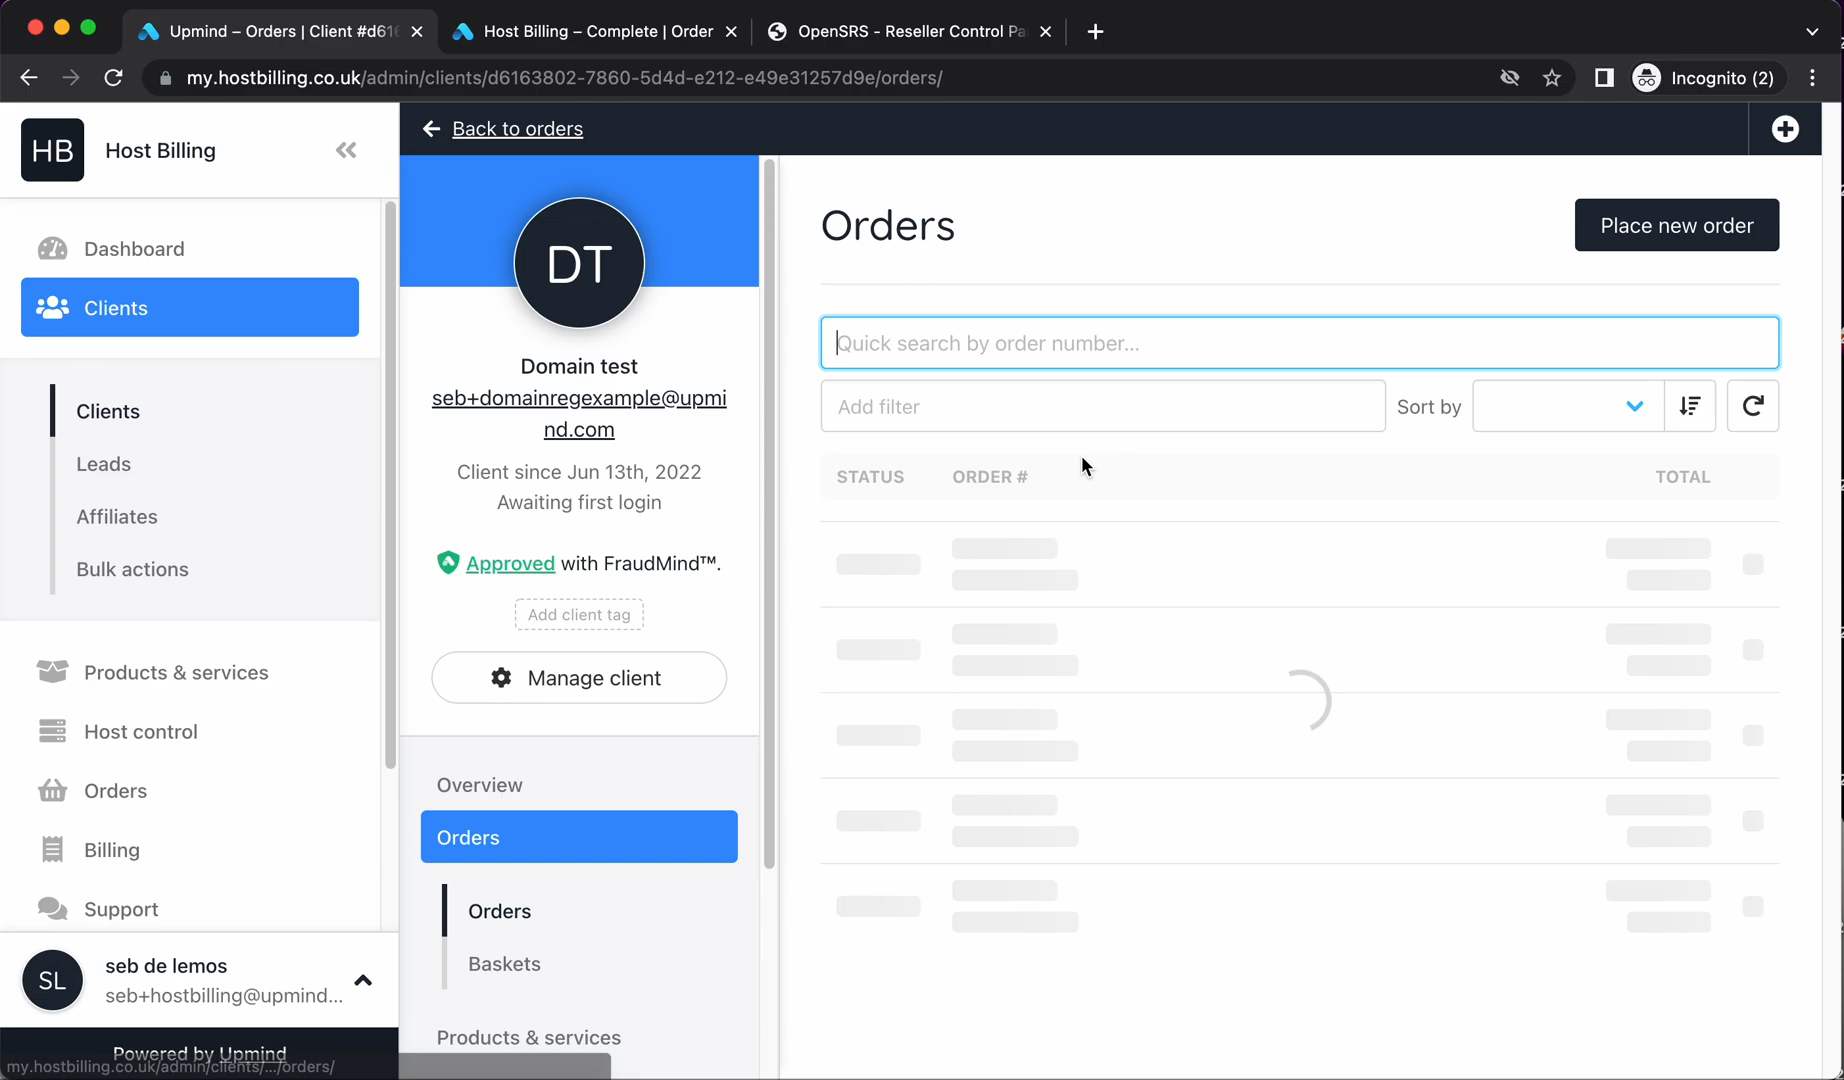 Upmind – Orders | Client #d616
Host Billing – Complete | Order
OpenSRS - Reseller Control Pa
my.hostbilling.co.uk/admin/clients/d6163802-7860-5d4d-e212-e49e31257d9e/orders/
Incognito (2)
HB
Host Billing
Back to orders
Dashboard
Clients
Clients
Leads
Affiliates
Bulk actions
Products & services
Host control
Orders
Billing
Support
SL
seb de lemos
seb+hostbilling@upmind...
Powered by Upmind
my.hostbilling.co.uk/admin/clients/.../orders/
DT
Domain test
seb+domainregexample@upmi
nd.com
Client since Jun 13th, 2022
Awaiting first login
Approved with FraudMind™.
Add client tag
Manage client
Overview
Orders
Orders
Baskets
Products & services
Orders
Place new order
Quick search by order number...
Add filter
Sort by
STATUS ORDER # TOTAL